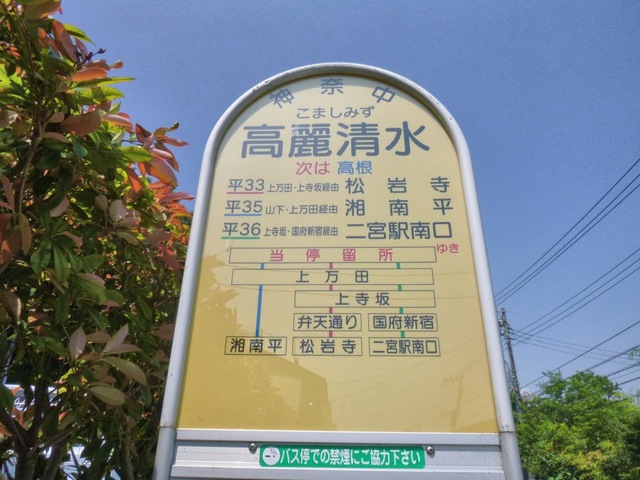 神奈中
こましみず
高麗清水
次は 高根
平33 上万田・上寺坂経由 松岩寺
平35 山下・上万田経由 湘南平
平36 上寺坂・国府新宿経由 二宮駅南口
ゆき
当停留所
上万田
上寺坂
弁天通り 国府新宿
湘南平 松岩寺 二宮駅南口
バス停での禁煙にご協力下さい